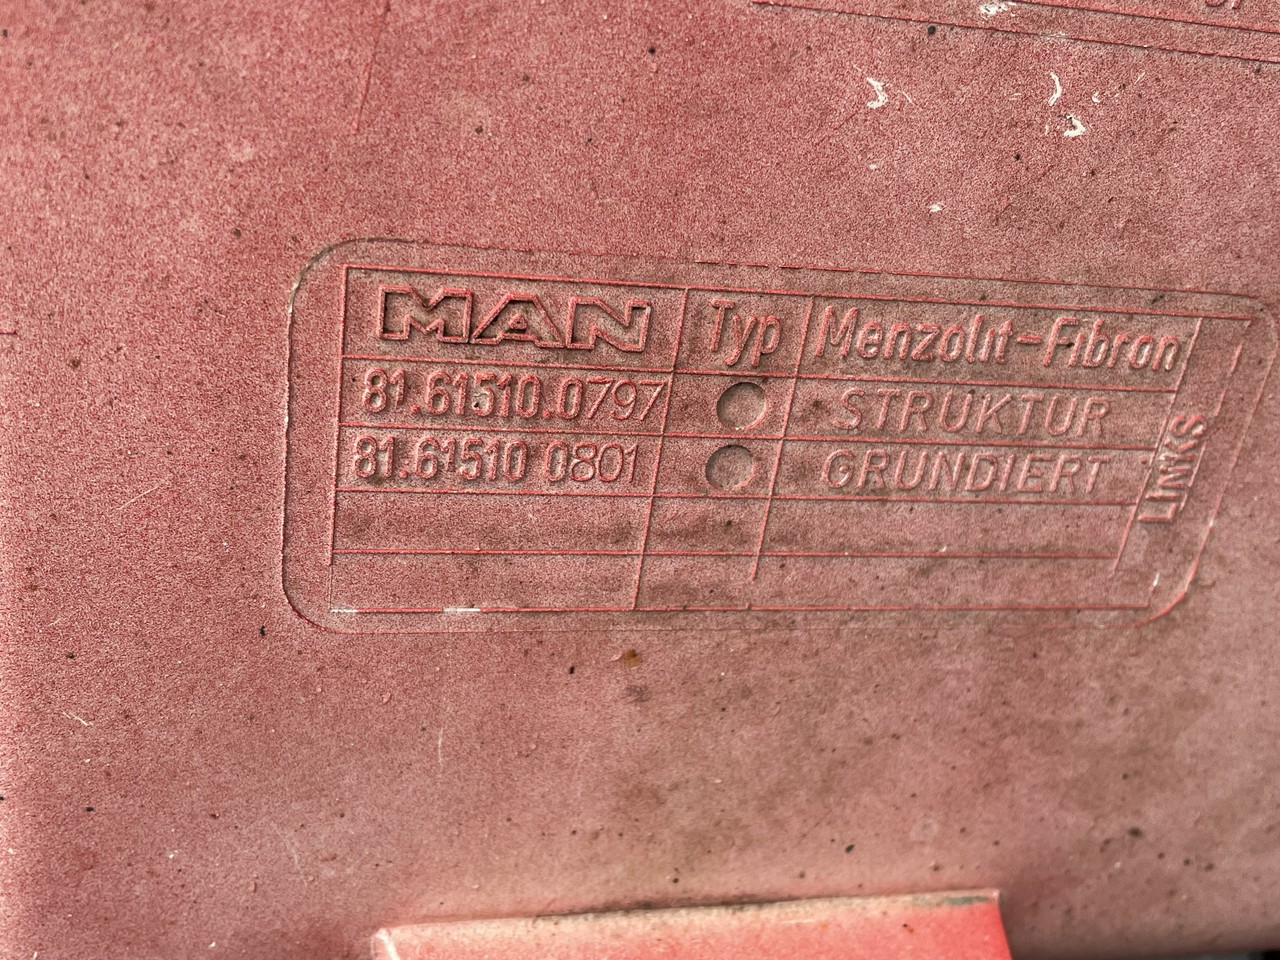 MAN Typ Menzolit-Fibron
81.61510.0797 STRUKTUR
81.61510 0801 GRUNDIERT
LINKS